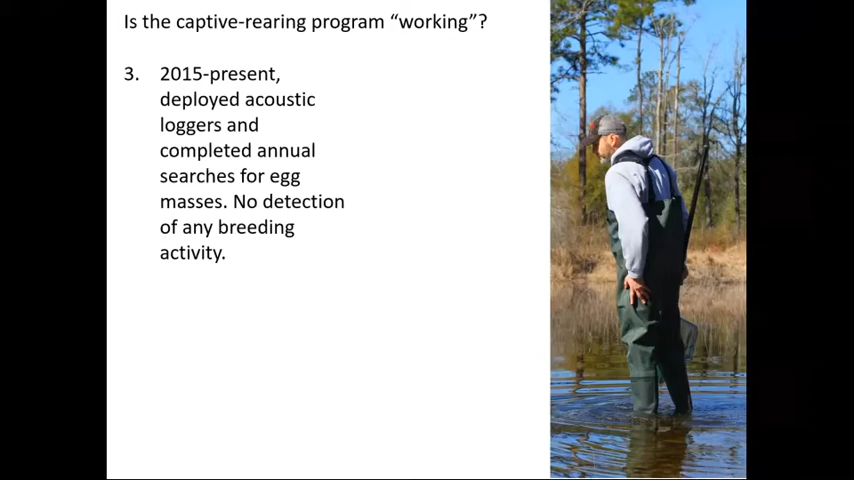 Is the captive-rearing program “working”?
3. 2015-present,
deployed acoustic
loggers and
completed annual
searches for egg
masses. No detection
of any breeding
activity.